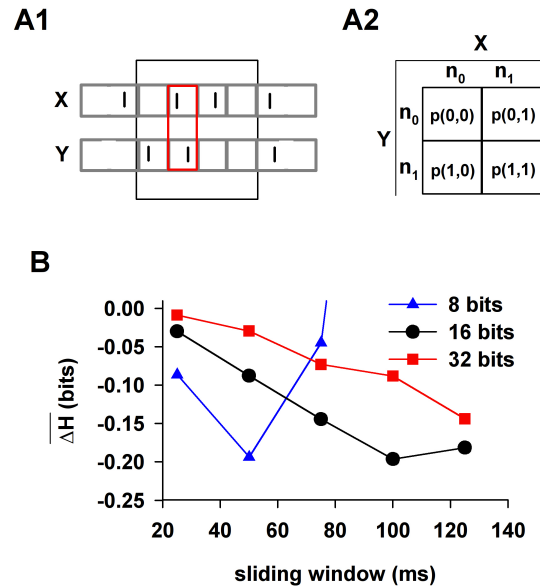 A1
A2
X
Y
X
n0 n1
Y
n0 p(0,0) p(0,1)
n1 p(1,0) p(1,1)
B
ΔH (bits)
0.00
-0.05
-0.10
-0.15
-0.20
-0.25
20 40 60 80 100 120 140
sliding window (ms)
8 bits
16 bits
32 bits